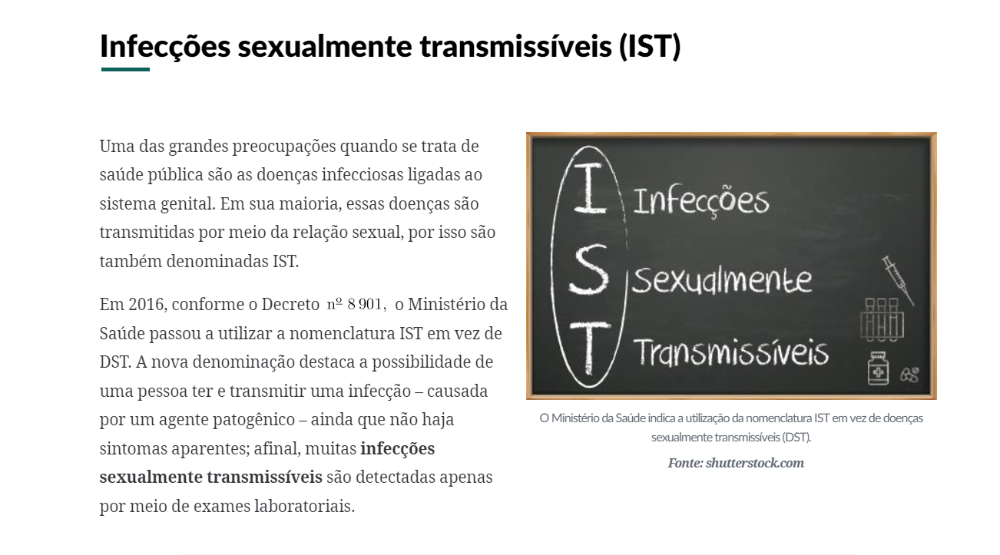 Infecções sexualmente transmissíveis (IST)
Uma das grandes preocupações quando se trata de
saúde pública são as doenças infecciosas ligadas ao
sistema genital. Em sua maioria, essas doenças são
transmitidas por meio da relação sexual, por isso são
também denominadas IST.
Em 2016, conforme o Decreto nº 8 901, o Ministério da
Saúde passou a utilizar a nomenclatura IST em vez de
DST. A nova denominação destaca a possibilidade de
uma pessoa ter e transmitir uma infecção – causada
por um agente patogênico – ainda que não haja
sintomas aparentes; afinal, muitas infecções
sexualmente transmissíveis são detectadas apenas
por meio de exames laboratoriais.
I Infecções
S Sexualmente
T Transmissíveis
O Ministério da Saúde indica a utilização da nomenclatura IST em vez de doenças
sexualmente transmissíveis (DST).
Fonte: shutterstock.com